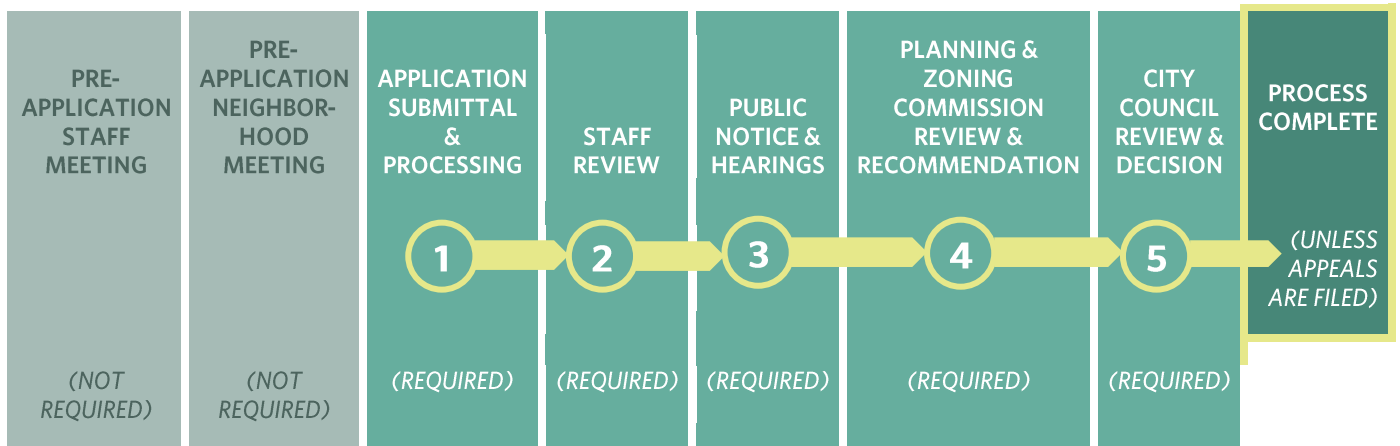 PRE-
APPLICATION
STAFF
MEETING
(NOT
REQUIRED)
PRE-
APPLICATION
NEIGHBOR-
HOOD
MEETING
(NOT
REQUIRED)
APPLICATION
SUBMITTAL
&
PROCESSING
1
(REQUIRED)
STAFF
REVIEW
2
(REQUIRED)
PUBLIC
NOTICE &
HEARINGS
3
(REQUIRED)
PLANNING &
ZONING
COMMISSION
REVIEW &
RECOMMENDATION
4
(REQUIRED)
CITY
COUNCIL
REVIEW &
DECISION
5
(REQUIRED)
PROCESS
COMPLETE
(UNLESS
APPEALS
ARE FILED)